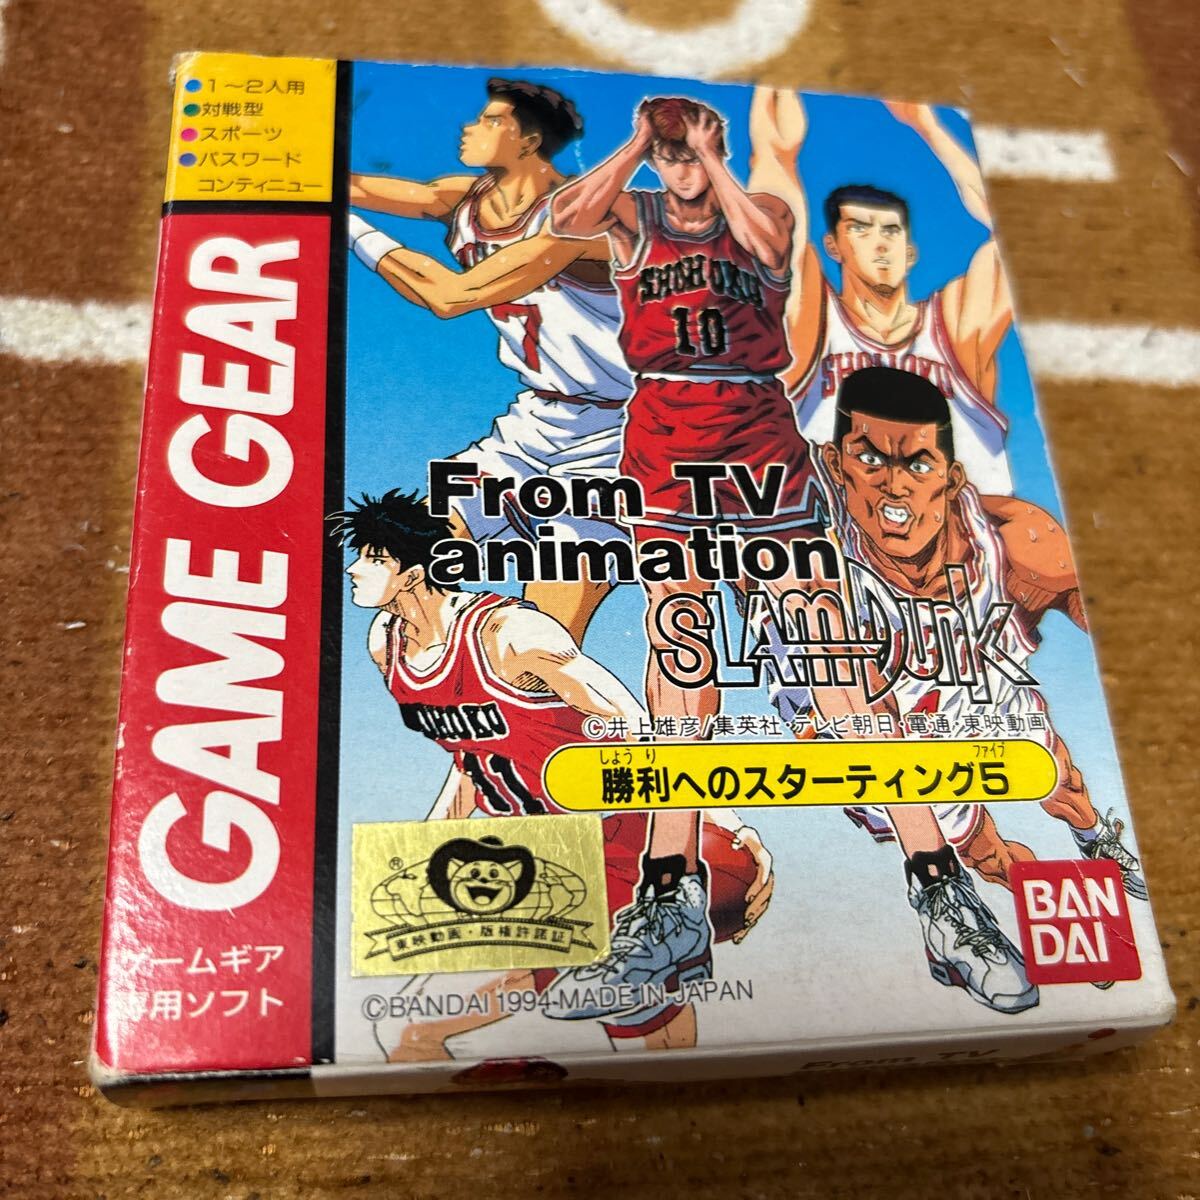 1～2人用
対戦型
スポーツ
パスワード
コンティニュー
GAME GEAR
ゲームギア
専用ソフト
SHOHOKU
10
7
SHOHOKU
From TV
animation
SLAM DUNK
4
©井上雄彦/集英社・テレビ朝日・電通・東映動画
しょうり ファイブ
勝利へのスターティング5
11
®
東映動画・版権許諾証
BAN
DAI
©BANDAI 1994 MADE IN JAPAN
From TV